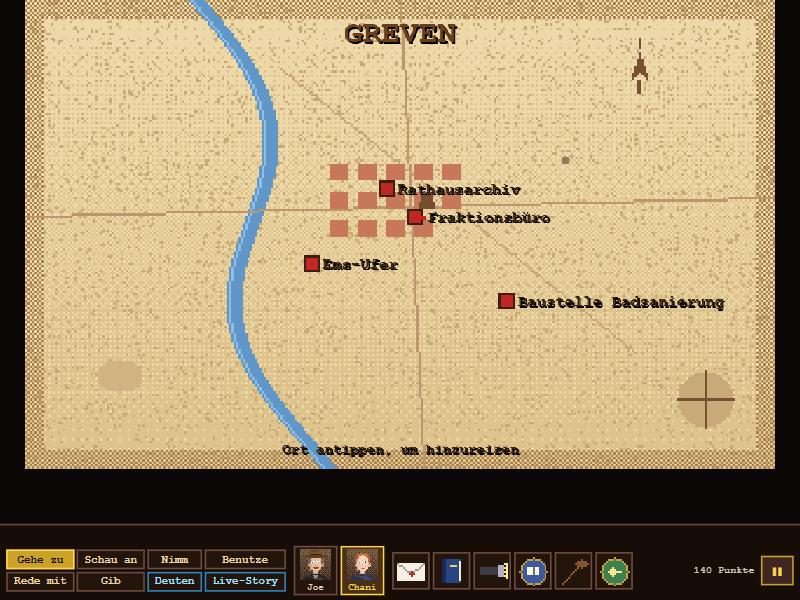 GREVEN
Rathausarchiv
Fraktionsbüro
Ems-Ufer
Baustelle Badsanierung
Ort antippen, um hinzureisen
Gehe zu Schau an Nimm Benutze
Rede mit Gib Deuten Live-Story
Joe Chani
140 Punkte